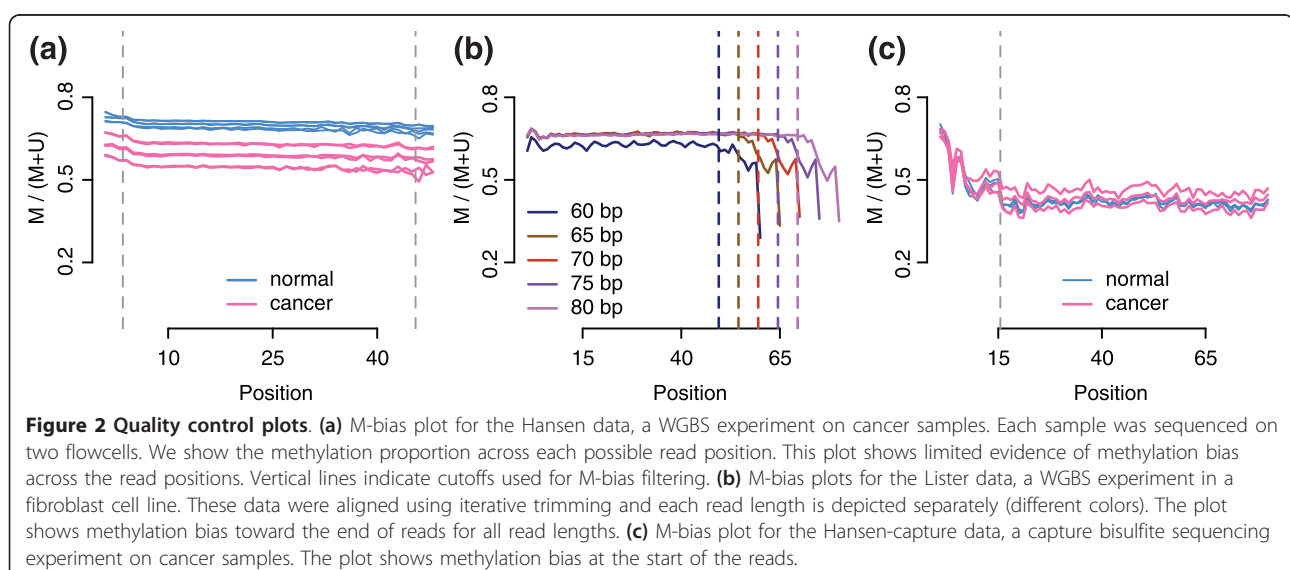 (a)
(b)
(c)
M / (M+U)
0.8
0.5
0.2
normal
cancer
10
25
40
Position
M / (M+U)
0.8
0.5
0.2
60 bp
65 bp
70 bp
75 bp
80 bp
15
40
65
Position
M / (M+U)
0.8
0.5
0.2
normal
cancer
15
40
65
Position
Figure 2 Quality control plots. (a) M-bias plot for the Hansen data, a WGBS experiment on cancer samples. Each sample was sequenced on
two flowcells. We show the methylation proportion across each possible read position. This plot shows limited evidence of methylation bias
across the read positions. Vertical lines indicate cutoffs used for M-bias filtering. (b) M-bias plots for the Lister data, a WGBS experiment in a
fibroblast cell line. These data were aligned using iterative trimming and each read length is depicted separately (different colors). The plot
shows methylation bias toward the end of reads for all read lengths. (c) M-bias plot for the Hansen-capture data, a capture bisulfite sequencing
experiment on cancer samples. The plot shows methylation bias at the start of the reads.